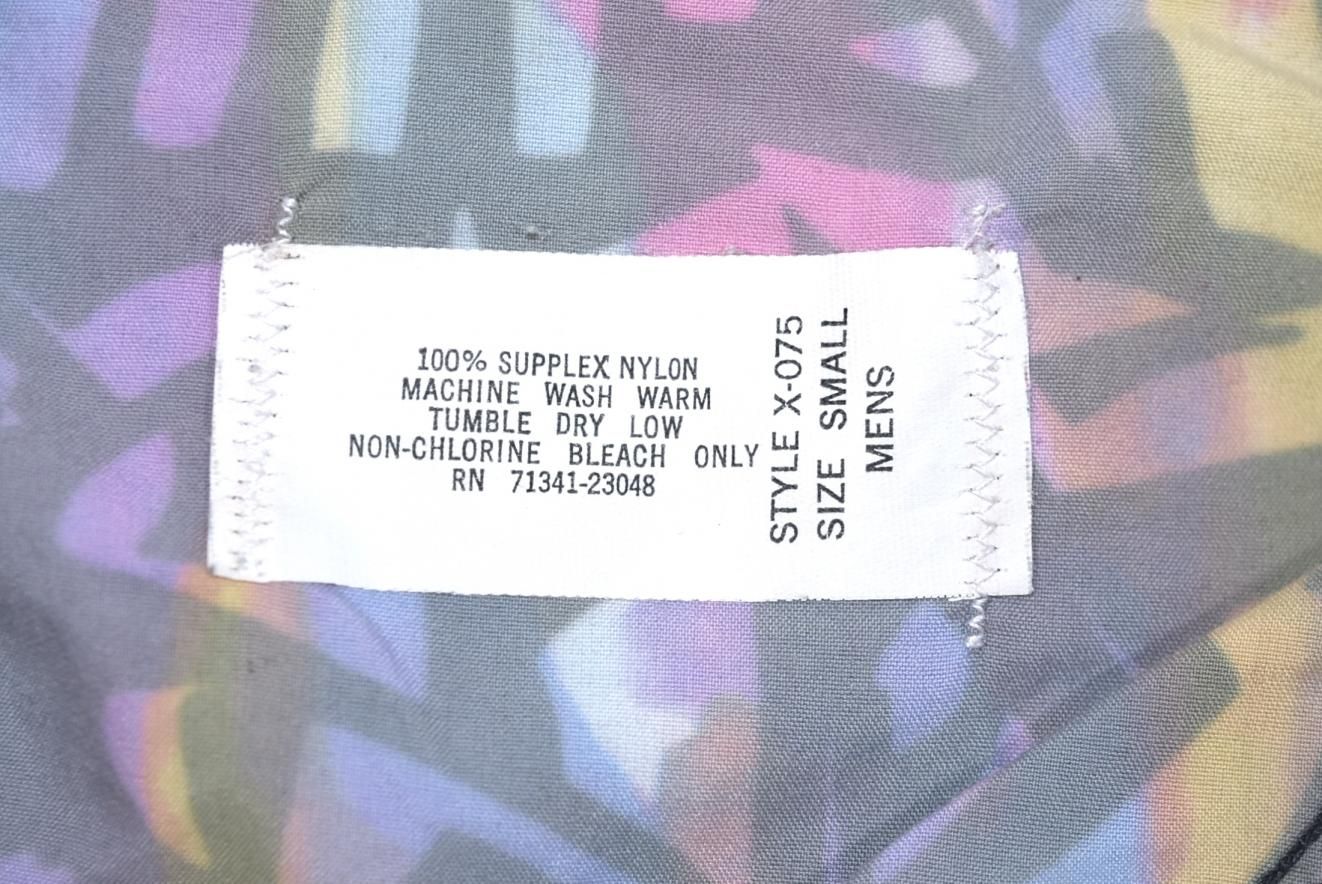 100% SUPPLEX NYLON
MACHINE WASH WARM
TUMBLE DRY LOW
NON-CHLORINE BLEACH ONLY
RN 71341-23048
STYLE X-075
SIZE SMALL
MENS